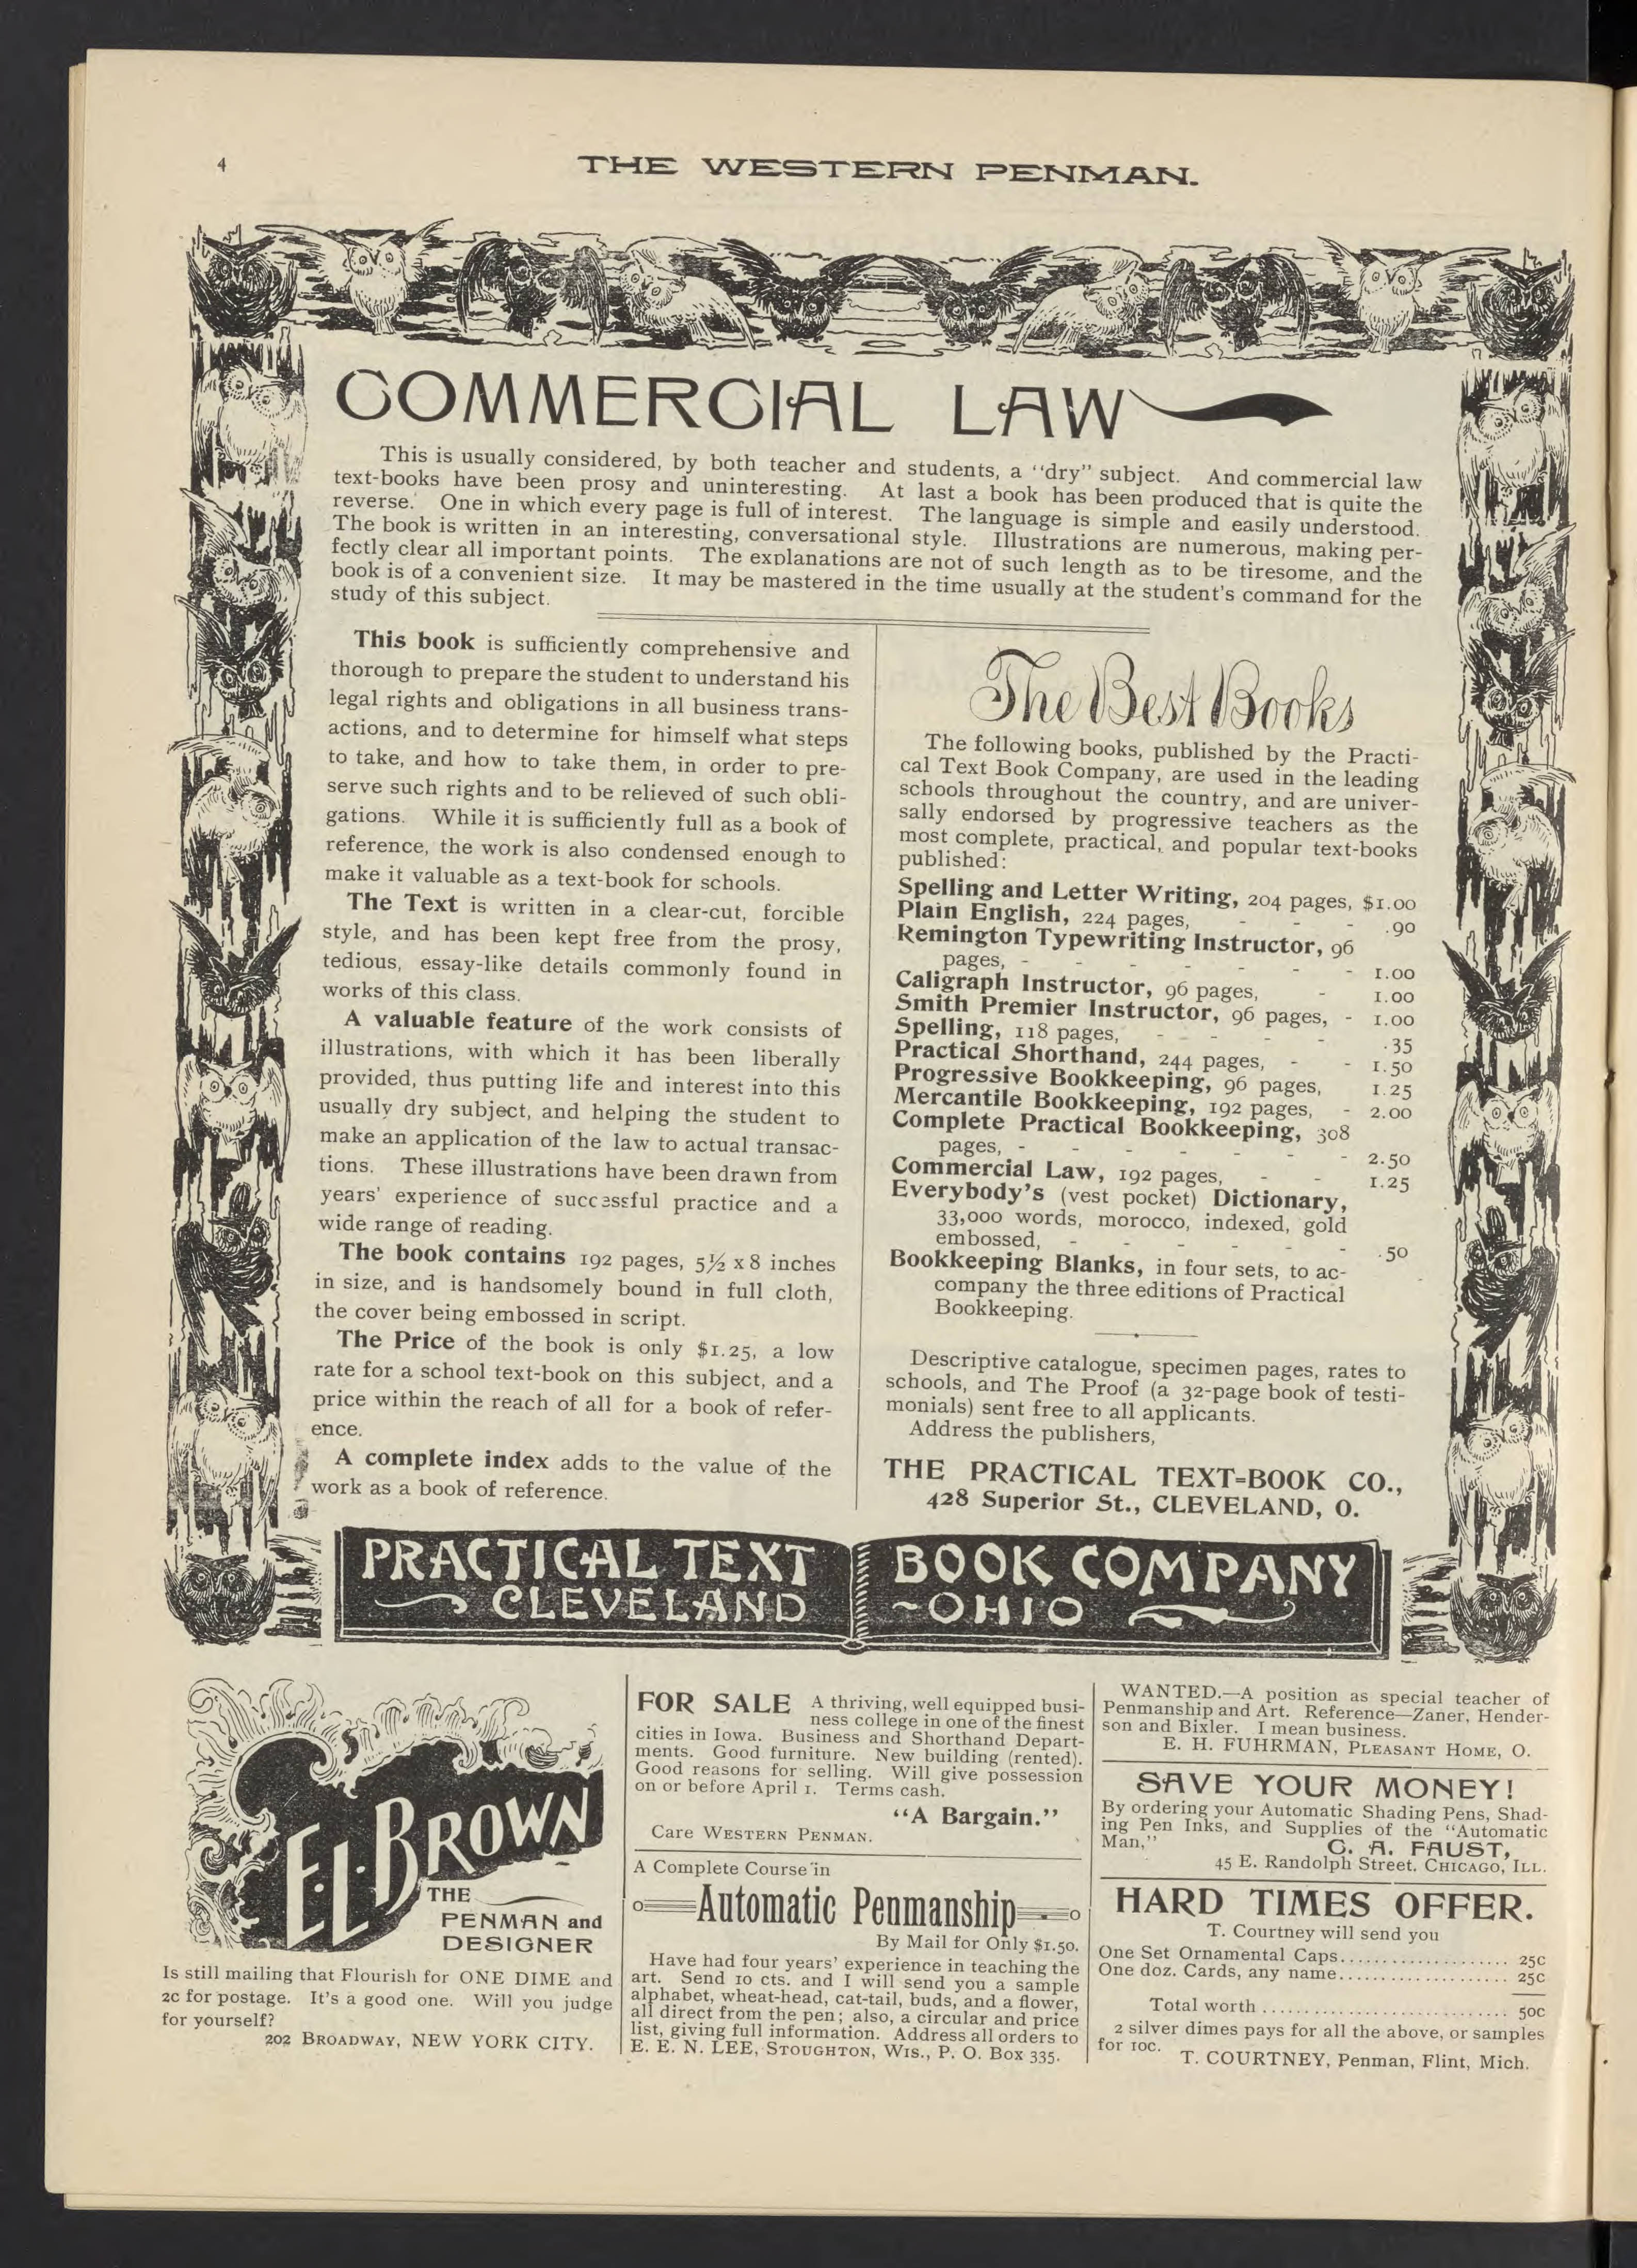 4
THE WESTERN PENMAN.
COMMERCIAL LAW
This is usually considered, by both teacher and students, a "dry" subject. And commercial law
text-books have been prosy and uninteresting. At last a book has been produced that is quite the
reverse. One in which every page is full of interest. The language is simple and easily understood.
The book is written in an interesting, conversational style. Illustrations are numerous, making per-
fectly clear all important points. The explanations are not of such length as to be tiresome, and the
book is of a convenient size. It may be mastered in the time usually at the student's command for the
study of this subject.
This book is sufficiently comprehensive and
thorough to prepare the student to understand his
legal rights and obligations in all business trans-
actions, and to determine for himself what steps
to take, and how to take them, in order to pre-
serve such rights and to be relieved of such obli-
gations. While it is sufficiently full as a book of
reference, the work is also condensed enough to
make it valuable as a text-book for schools.
The Text is written in a clear-cut, forcible
style, and has been kept free from the prosy,
tedious, essay-like details commonly found in
works of this class.
A valuable feature of the work consists of
illustrations, with which it has been liberally
provided, thus putting life and interest into this
usually dry subject, and helping the student to
make an application of the law to actual transac-
tions. These illustrations have been drawn from
years' experience of successful practice and a
wide range of reading.
The book contains 192 pages, 5½ x 8 inches
in size, and is handsomely bound in full cloth,
the cover being embossed in script.
The Price of the book is only $1.25, a low
rate for a school text-book on this subject, and a
price within the reach of all for a book of refer-
ence.
A complete index adds to the value of the
work as a book of reference.
The Best Books
The following books, published by the Practi-
cal Text Book Company, are used in the leading
schools throughout the country, and are univer-
sally endorsed by progressive teachers as the
most complete, practical, and popular text-books
published:
Spelling and Letter Writing, 204 pages, $1.00
Plain English, 224 pages, - - - .90
Remington Typewriting Instructor, 96
pages, - - - - - - - 1.00
Caligraph Instructor, 96 pages, - 1.00
Smith Premier Instructor, 96 pages, - 1.00
Spelling, 118 pages, - - - - - .35
Practical Shorthand, 244 pages, - - 1.50
Progressive Bookkeeping, 96 pages, 1.25
Mercantile Bookkeeping, 192 pages, - 2.00
Complete Practical Bookkeeping, 308
pages, - - - - - - - 2.50
Commercial Law, 192 pages, - - 1.25
Everybody's (vest pocket) Dictionary,
33,000 words, morocco, indexed, gold
embossed, - - - - - - .50
Bookkeeping Blanks, in four sets, to ac-
company the three editions of Practical
Bookkeeping.
Descriptive catalogue, specimen pages, rates to
schools, and The Proof (a 32-page book of testi-
monials) sent free to all applicants.
Address the publishers,
THE PRACTICAL TEXT=BOOK CO.,
428 Superior St., CLEVELAND, O.
PRACTICAL TEXT BOOK COMPANY
CLEVELAND ~OHIO
E.L. BROWN
THE
PENMAN and
DESIGNER
Is still mailing that Flourish for ONE DIME and
2c for postage. It's a good one. Will you judge
for yourself?
202 BROADWAY, NEW YORK CITY.
FOR SALE A thriving, well equipped busi-
ness college in one of the finest
cities in Iowa. Business and Shorthand Depart-
ments. Good furniture. New building (rented).
Good reasons for selling. Will give possession
on or before April 1. Terms cash.
"A Bargain."
Care WESTERN PENMAN.
A Complete Course in
Automatic Penmanship
By Mail for Only $1.50.
Have had four years' experience in teaching the
art. Send 10 cts. and I will send you a sample
alphabet, wheat-head, cat-tail, buds, and a flower,
all direct from the pen; also, a circular and price
list, giving full information. Address all orders to
E. E. N. LEE, STOUGHTON, WIS., P. O. BOX 335.
WANTED.—A position as special teacher of
Penmanship and Art. Reference—Zaner, Hender-
son and Bixler. I mean business.
E. H. FUHRMAN, PLEASANT HOME, O.
SAVE YOUR MONEY!
By ordering your Automatic Shading Pens, Shad-
ing Pen Inks, and Supplies of the "Automatic
Man,"
C. A. FAUST,
45 E. Randolph Street, CHICAGO, ILL.
HARD TIMES OFFER.
T. Courtney will send you
One Set Ornamental Caps.................... 25c
One doz. Cards, any name.................... 25c
Total worth ............................. 50c
2 silver dimes pays for all the above, or samples
for 10c.
T. COURTNEY, Penman, Flint, Mich.